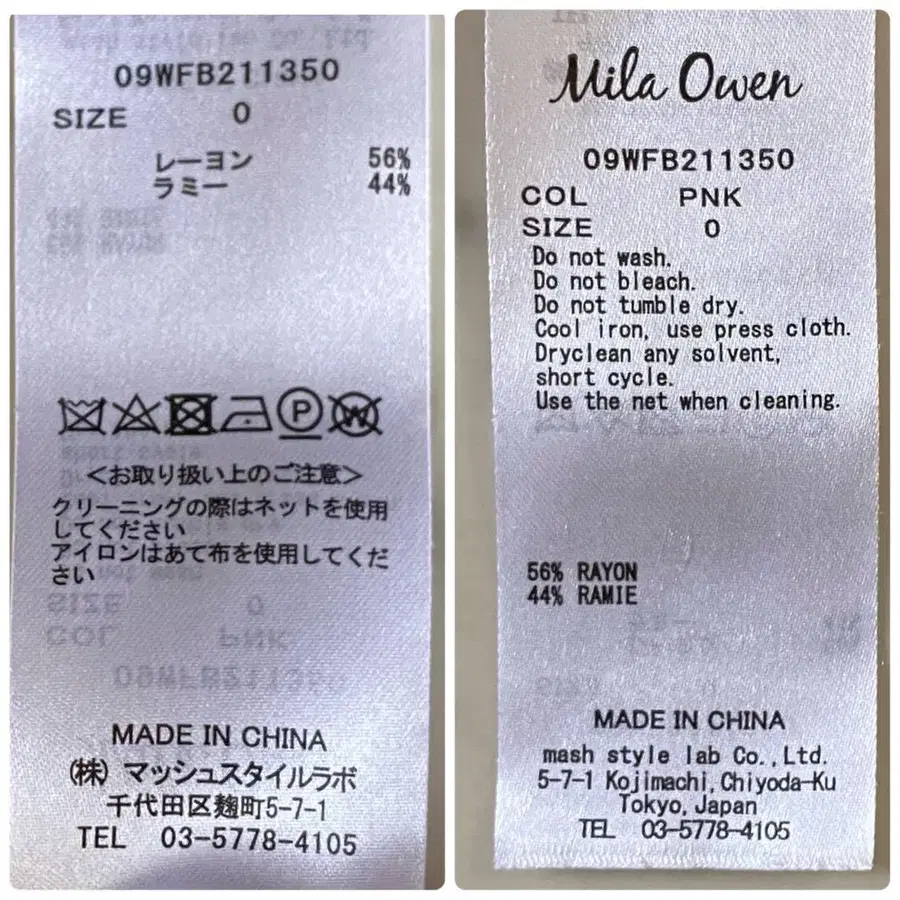 09WFB211350
SIZE 0
レーヨン 56%
ラミー 44%
P
W
<お取り扱い上のご注意>
クリーニングの際はネットを使用
してください
アイロンはあて布を使用してくだ
さい
MADE IN CHINA
(株) マッシュスタイルラボ
千代田区麹町5-7-1
TEL 03-5778-4105
Mila Owen
09WFB211350
COL PNK
SIZE 0
Do not wash.
Do not bleach.
Do not tumble dry.
Cool iron, use press cloth.
Dryclean any solvent,
short cycle.
Use the net when cleaning.
56% RAYON
44% RAMIE
MADE IN CHINA
mash style lab Co.,Ltd.
5-7-1 Kojimachi,Chiyoda-Ku
Tokyo,Japan
TEL 03-5778-4105